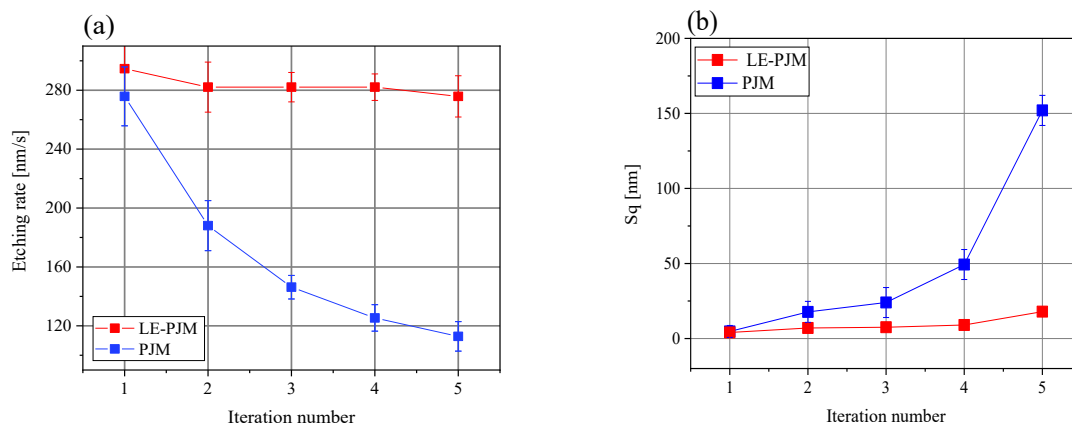 (a)
Etching rate [nm/s]
280
240
200
160
120
LE-PJM
PJM
1 2 3 4 5
Iteration number
(b)
Sq [nm]
200
150
100
50
0
LE-PJM
PJM
1 2 3 4 5
Iteration number